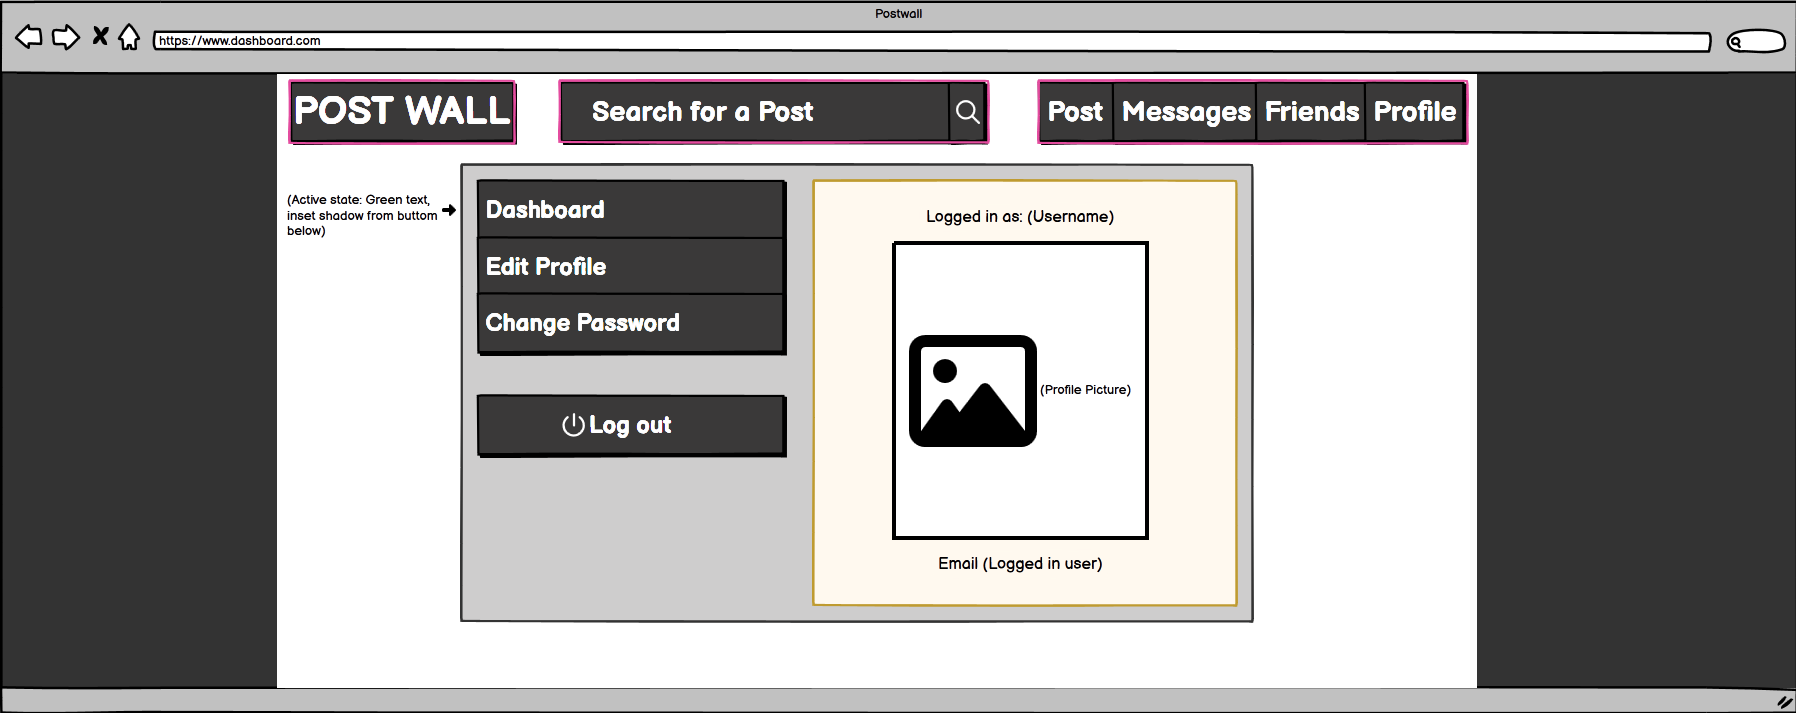 Postwall
https://www.dashboard.com
POST WALL
Search for a Post
Post Messages Friends Profile
(Active state: Green text,
inset shadow from buttom
below)
Dashboard
Edit Profile
Change Password
Log out
Logged in as: (Username)
(Profile Picture)
Email (Logged in user)